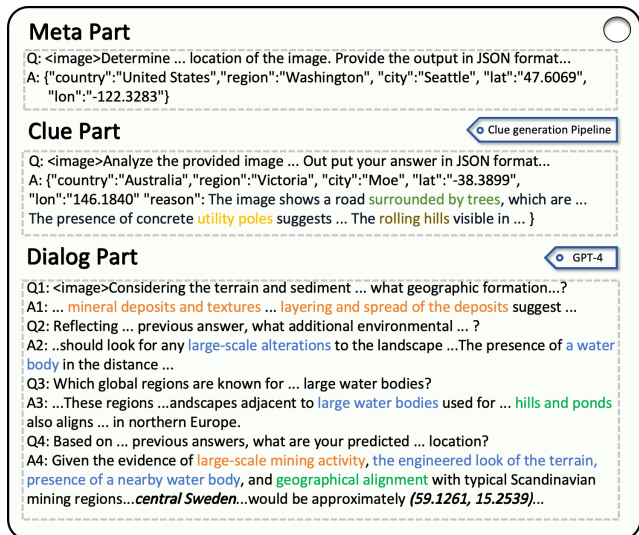 Meta Part
Q: <image>Determine ... location of the image. Provide the output in JSON format...
A: {"country":"United States","region":"Washington", "city":"Seattle", "lat":"47.6069",
"lon":"-122.3283"}
Clue Part
Clue generation Pipeline
Q: <image>Analyze the provided image ... Out put your answer in JSON format...
A: {"country":"Australia","region":"Victoria", "city":"Moe", "lat":"-38.3899",
"lon":"146.1840" "reason": The image shows a road surrounded by trees, which are ...
The presence of concrete utility poles suggests ... The rolling hills visible in ... }
Dialog Part
GPT-4
Q1: <image>Considering the terrain and sediment ... what geographic formation...?
A1: ... mineral deposits and textures ... layering and spread of the deposits suggest ...
Q2: Reflecting ... previous answer, what additional environmental ... ?
A2: ..should look for any large-scale alterations to the landscape ...The presence of a water
body in the distance ...
Q3: Which global regions are known for ... large water bodies?
A3: ...These regions ...andscapes adjacent to large water bodies used for ... hills and ponds
also aligns ... in northern Europe.
Q4: Based on ... previous answers, what are your predicted ... location?
A4: Given the evidence of large-scale mining activity, the engineered look of the terrain,
presence of a nearby water body, and geographical alignment with typical Scandinavian
mining regions...central Sweden...would be approximately (59.1261, 15.2539)...